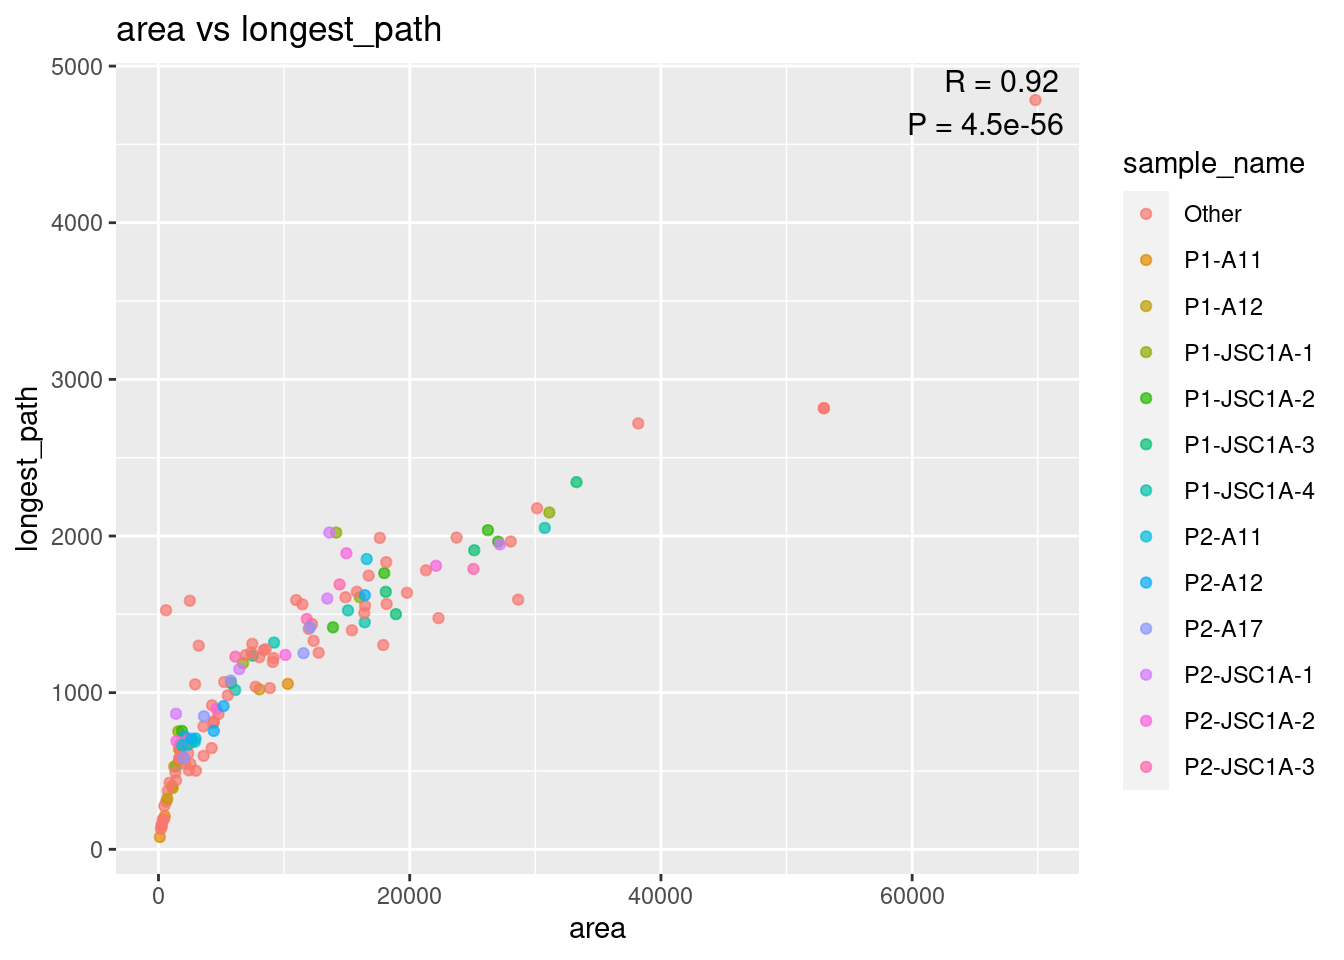 area vs longest_path
R = 0.92
P = 4.5e-56
5000
4000
3000
2000
1000
0
longest_path
0
20000
40000
60000
area
sample_name
Other
P1-A11
P1-A12
P1-JSC1A-1
P1-JSC1A-2
P1-JSC1A-3
P1-JSC1A-4
P2-A11
P2-A12
P2-A17
P2-JSC1A-1
P2-JSC1A-2
P2-JSC1A-3